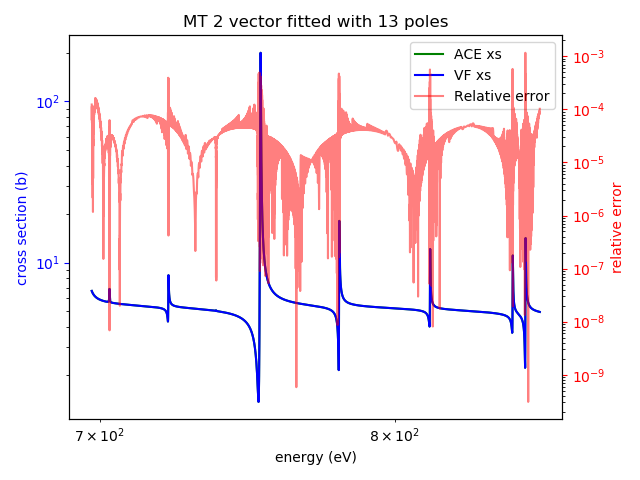 MT 2 vector fitted with 13 poles
ACE xs
VF xs
Relative error
cross section (b)
10²
10¹
10⁻³
10⁻⁴
10⁻⁵
10⁻⁶
10⁻⁷
10⁻⁸
10⁻⁹
relative error
7 × 10²
8 × 10²
energy (eV)